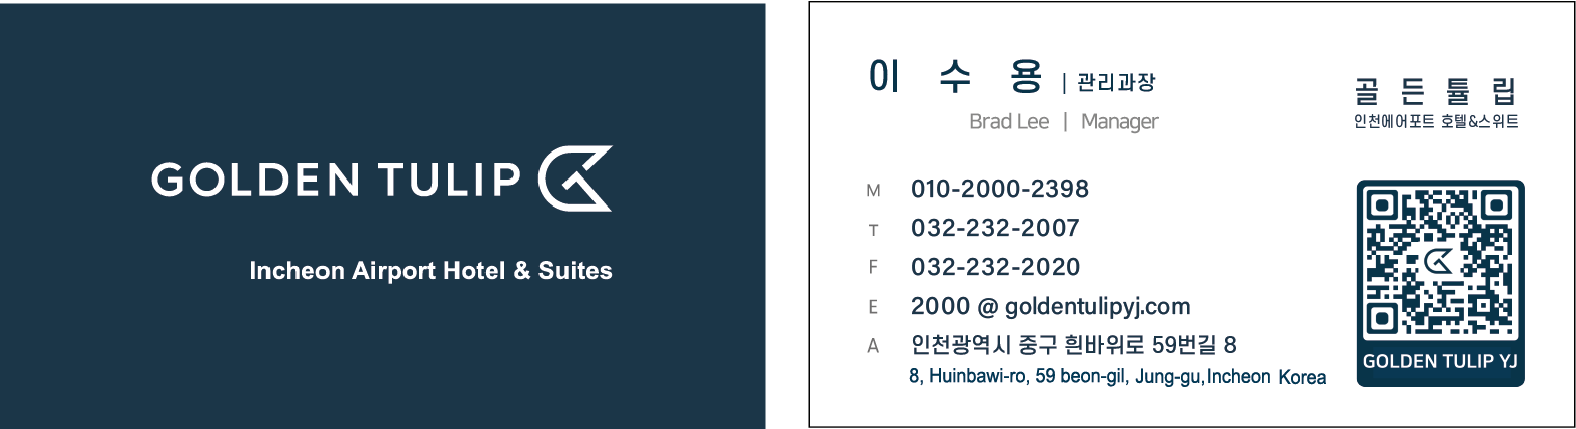 GOLDEN TULIP
Incheon Airport Hotel & Suites
이 수 용 | 관리과장
Brad Lee | Manager
골 든 튤 립
인천에어포트 호텔&스위트
M 010-2000-2398
T 032-232-2007
F 032-232-2020
E 2000 @ goldentulipyj.com
A 인천광역시 중구 흰바위로 59번길 8
8, Huinbawi-ro, 59 beon-gil, Jung-gu,Incheon Korea
GOLDEN TULIP YJ